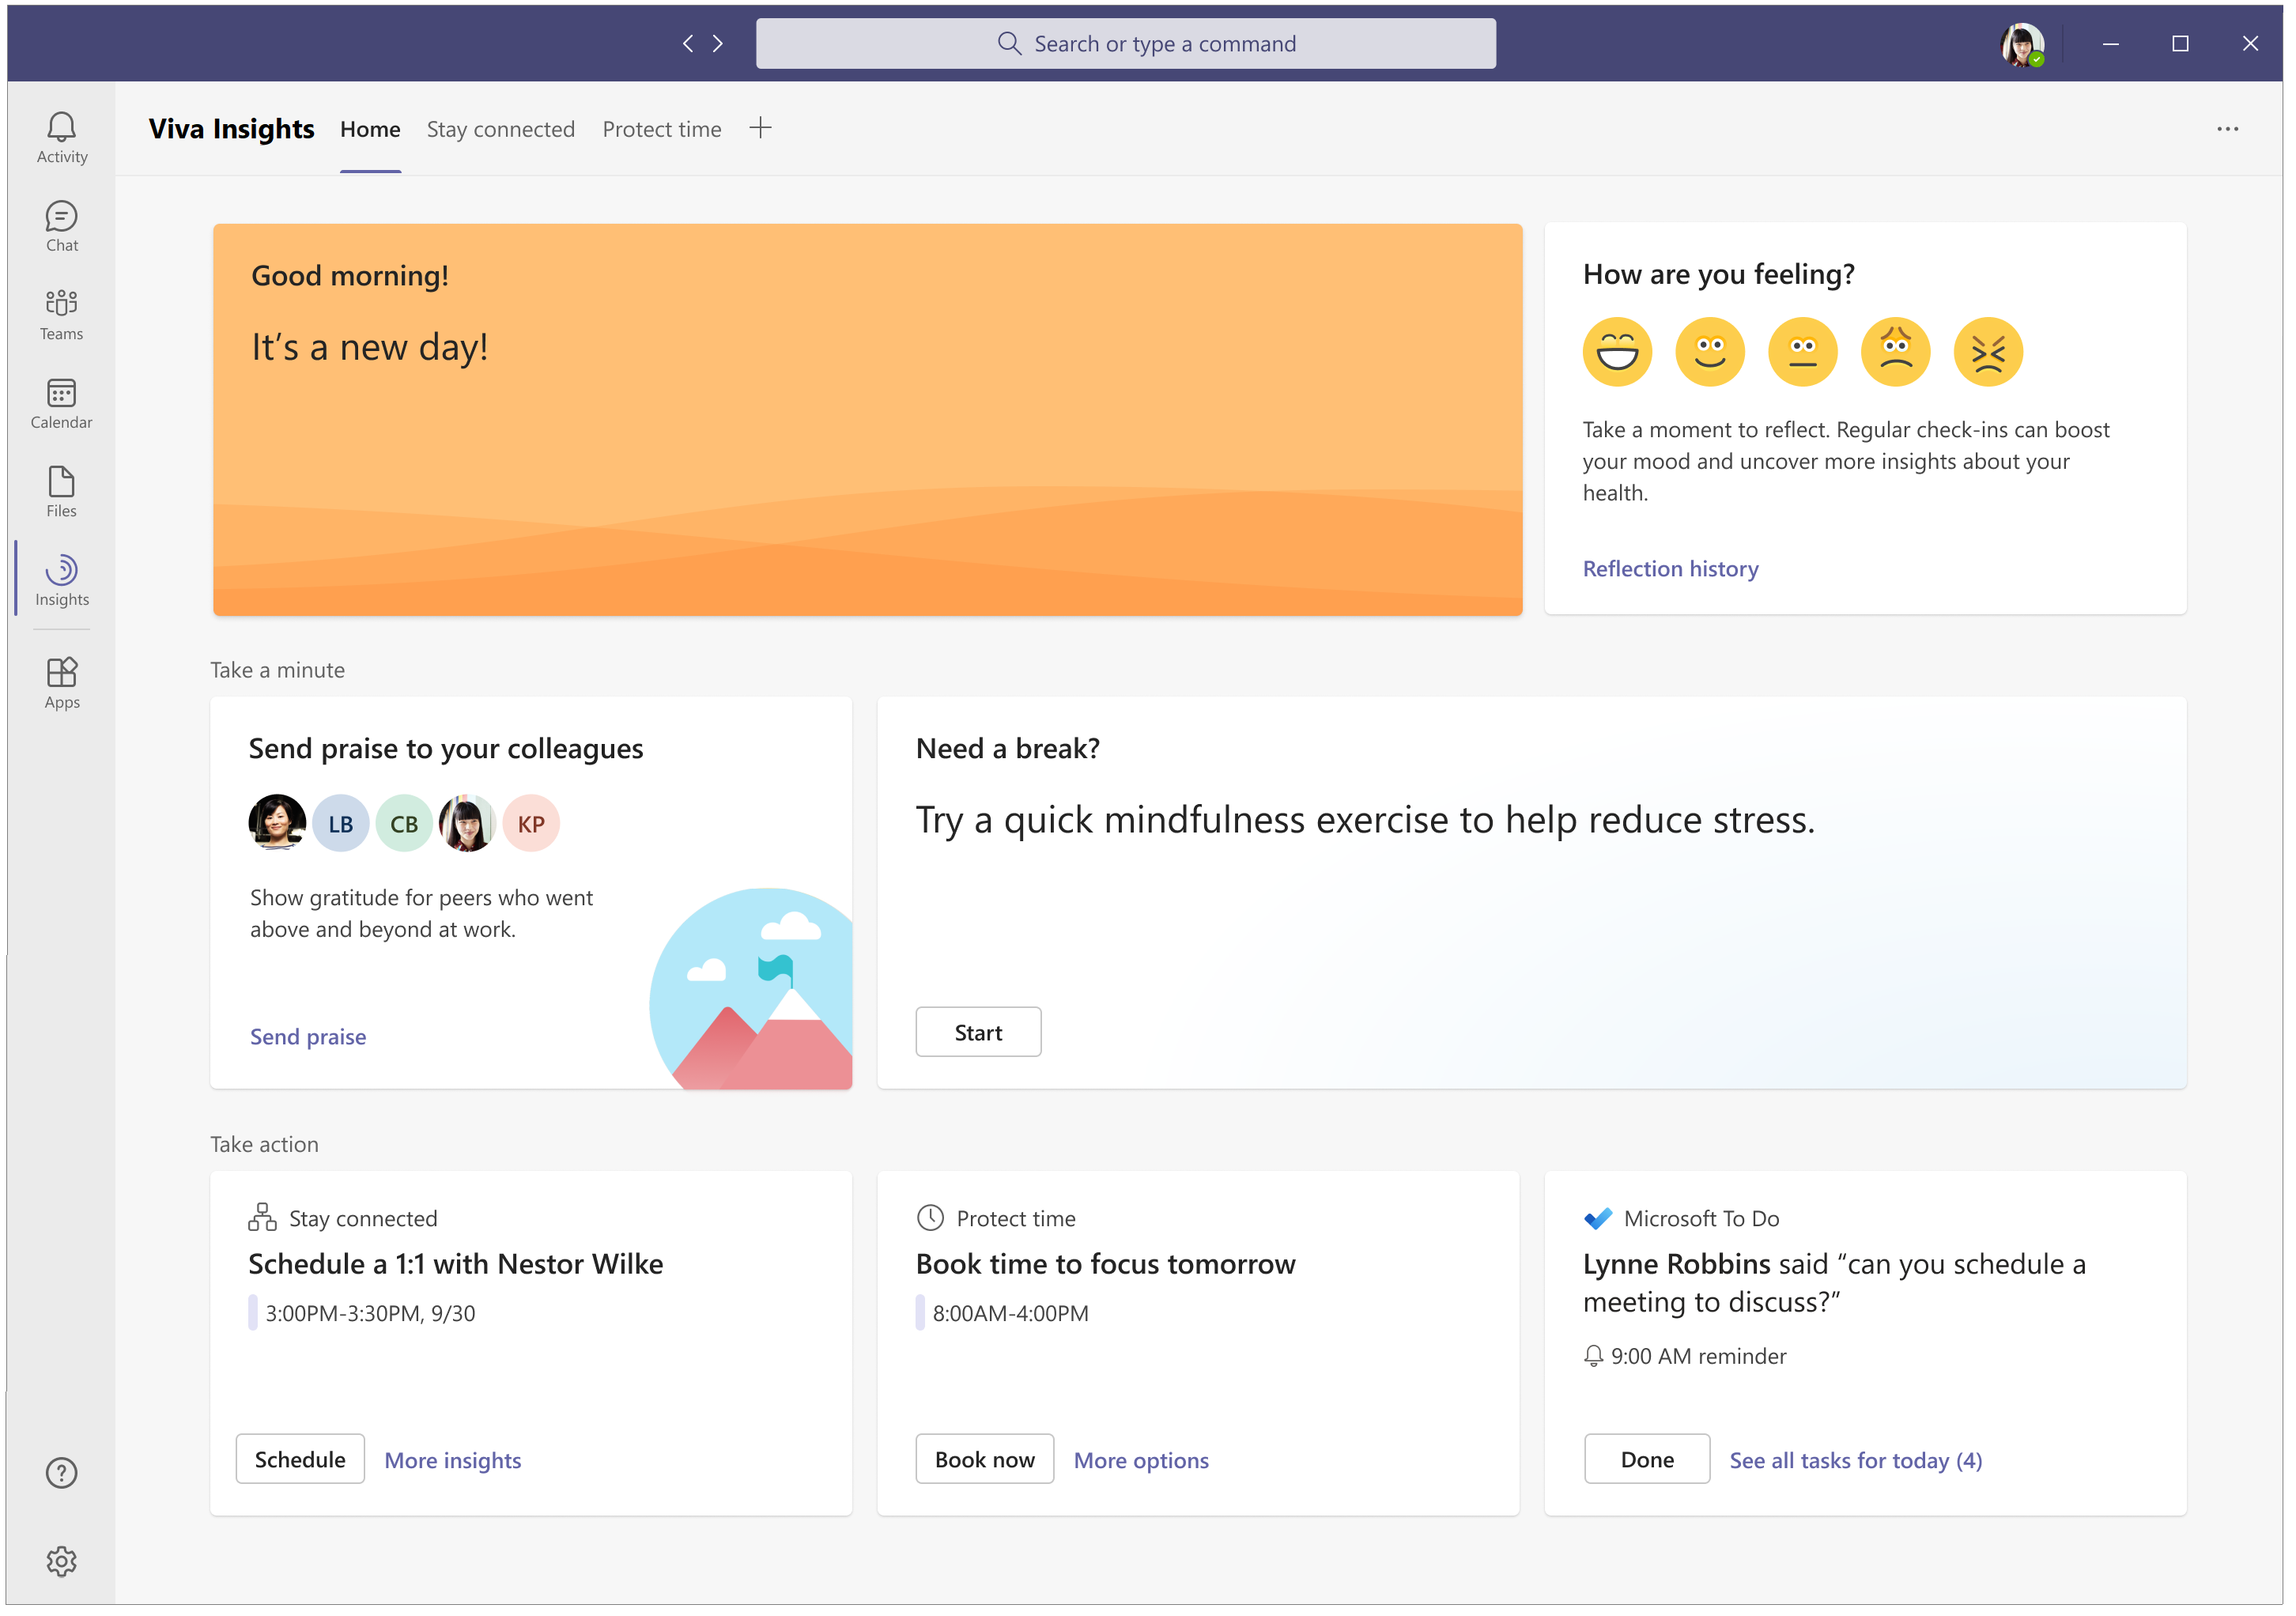 Search or type a command
Activity
Chat
Teams
Calendar
Files
Insights
Apps
Viva Insights Home Stay connected Protect time
Good morning!
It’s a new day!
How are you feeling?
Take a moment to reflect. Regular check-ins can boost
your mood and uncover more insights about your
health.
Reflection history
Take a minute
Send praise to your colleagues
LB CB KP
Show gratitude for peers who went
above and beyond at work.
Send praise
Need a break?
Try a quick mindfulness exercise to help reduce stress.
Start
Take action
Stay connected
Schedule a 1:1 with Nestor Wilke
3:00PM-3:30PM, 9/30
Schedule More insights
Protect time
Book time to focus tomorrow
8:00AM-4:00PM
Book now More options
Microsoft To Do
Lynne Robbins said “can you schedule a
meeting to discuss?”
9:00 AM reminder
Done See all tasks for today (4)